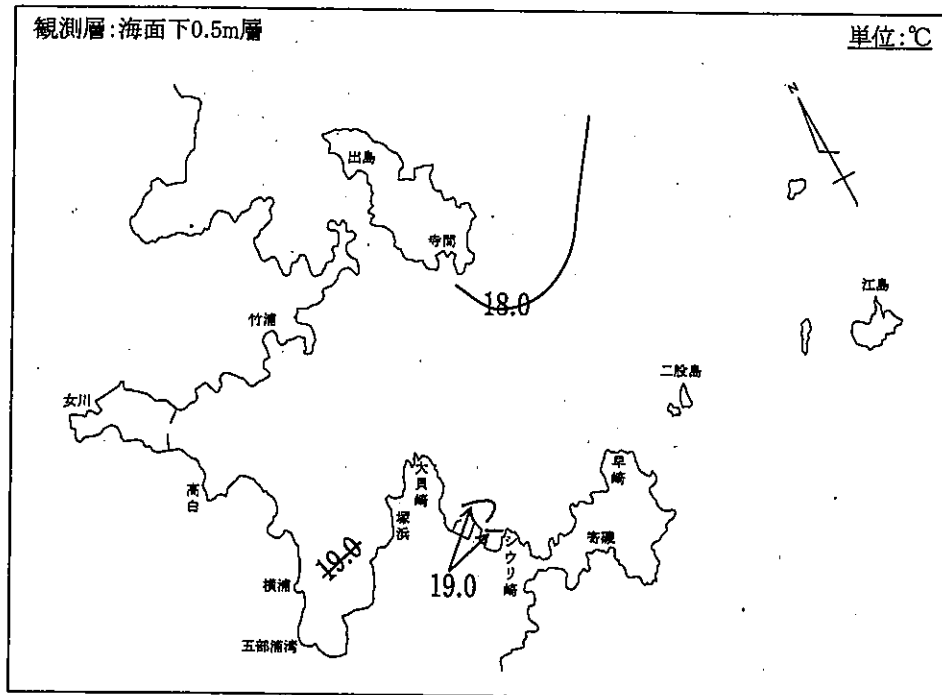 観測層:海面下0.5m層
単位:℃
N
出島
寺間
18.0
江島
竹浦
二股島
女川
大貝崎
早崎
高白
塚浜
寄磯
シウリ崎
19.0
19.0
横浦
五部浦湾